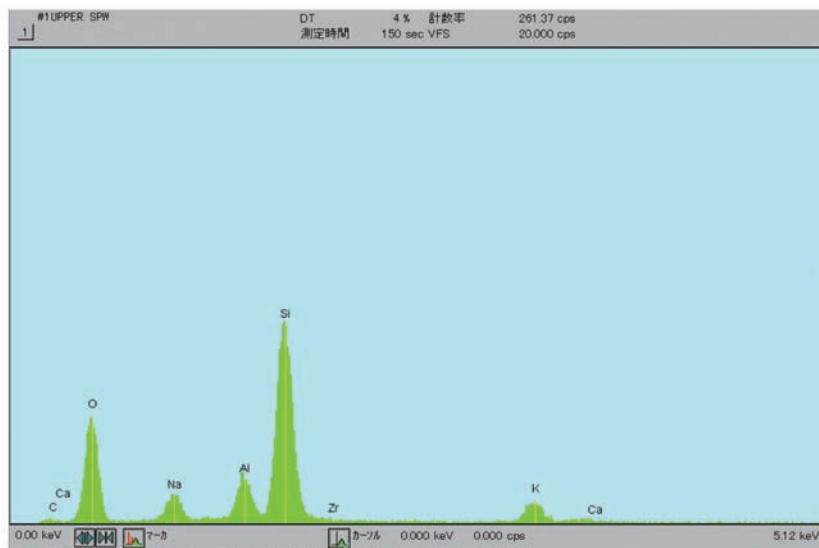 #1UPPER. SPW DT 4 % 計数率 261.37 cps
1 測定時間 150 sec VFS 20.000 cps
Si
O
Al
Na
K
Ca
Zr
Ca
C
0.00 keV マーカ カーソル 0.000 keV 0.000 cps 5.12 keV